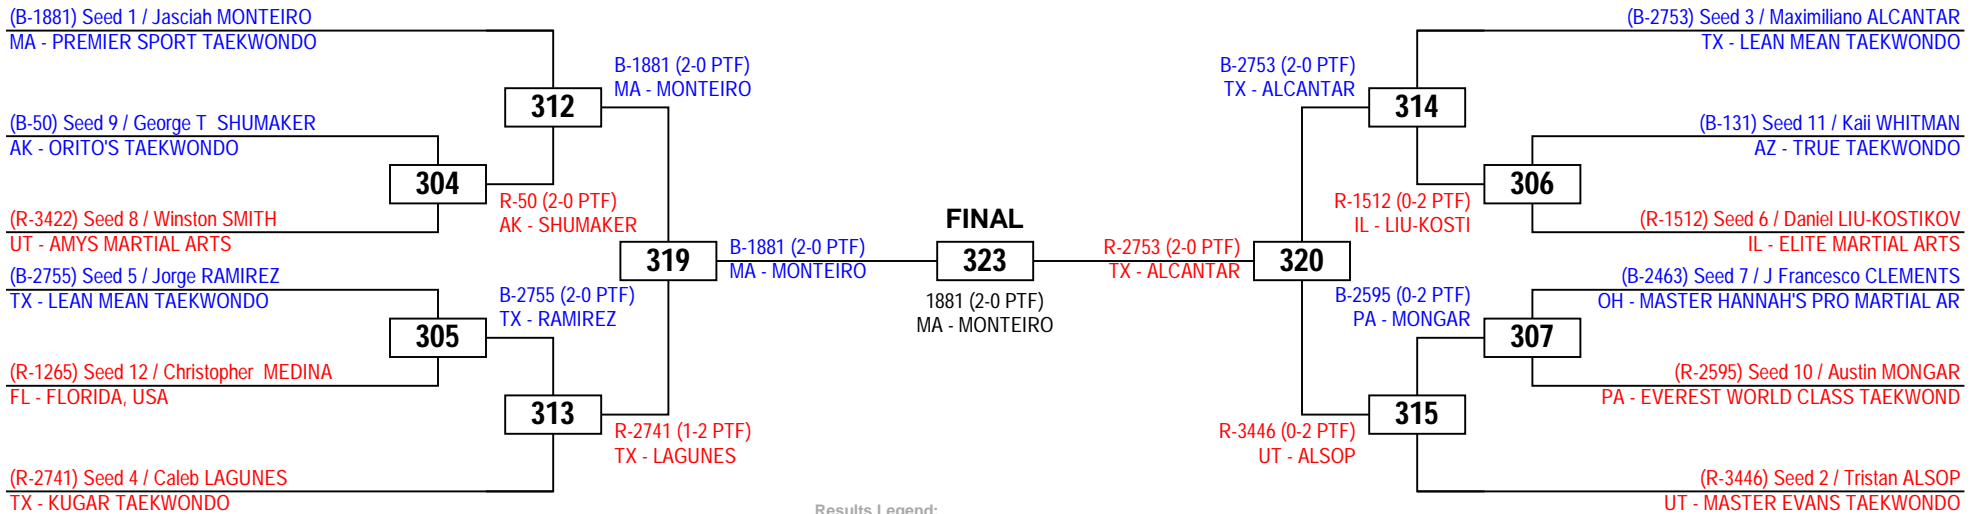 (B-1881) Seed 1 / Jasciah MONTEIRO
MA - PREMIER SPORT TAEKWONDO
(B-50) Seed 9 / George T  SHUMAKER
AK - ORITO'S TAEKWONDO
(R-3422) Seed 8 / Winston SMITH
UT - AMYS MARTIAL ARTS
(B-2755) Seed 5 / Jorge RAMIREZ
TX - LEAN MEAN TAEKWONDO
(R-1265) Seed 12 / Christopher  MEDINA
FL - FLORIDA, USA
(R-2741) Seed 4 / Caleb LAGUNES
TX - KUGAR TAEKWONDO
304
305
R-50 (2-0 PTF)
AK - SHUMAKER
B-2755 (2-0 PTF)
TX - RAMIREZ
312
313
B-1881 (2-0 PTF)
MA - MONTEIRO
R-2741 (1-2 PTF)
TX - LAGUNES
319
B-1881 (2-0 PTF)
MA - MONTEIRO
FINAL
323
1881 (2-0 PTF)
MA - MONTEIRO
Results Legend:
R-2753 (2-0 PTF)
TX - ALCANTAR
320
B-2753 (2-0 PTF)
TX - ALCANTAR
R-3446 (0-2 PTF)
UT - ALSOP
314
315
R-1512 (0-2 PTF)
IL - LIU-KOSTI
B-2595 (0-2 PTF)
PA - MONGAR
306
307
(B-2753) Seed 3 / Maximiliano ALCANTAR
TX - LEAN MEAN TAEKWONDO
(B-131) Seed 11 / Kaii WHITMAN
AZ - TRUE TAEKWONDO
(R-1512) Seed 6 / Daniel LIU-KOSTIKOV
IL - ELITE MARTIAL ARTS
(B-2463) Seed 7 / J Francesco CLEMENTS
OH - MASTER HANNAH'S PRO MARTIAL AR
(R-2595) Seed 10 / Austin MONGAR
PA - EVEREST WORLD CLASS TAEKWOND
(R-3446) Seed 2 / Tristan ALSOP
UT - MASTER EVANS TAEKWONDO